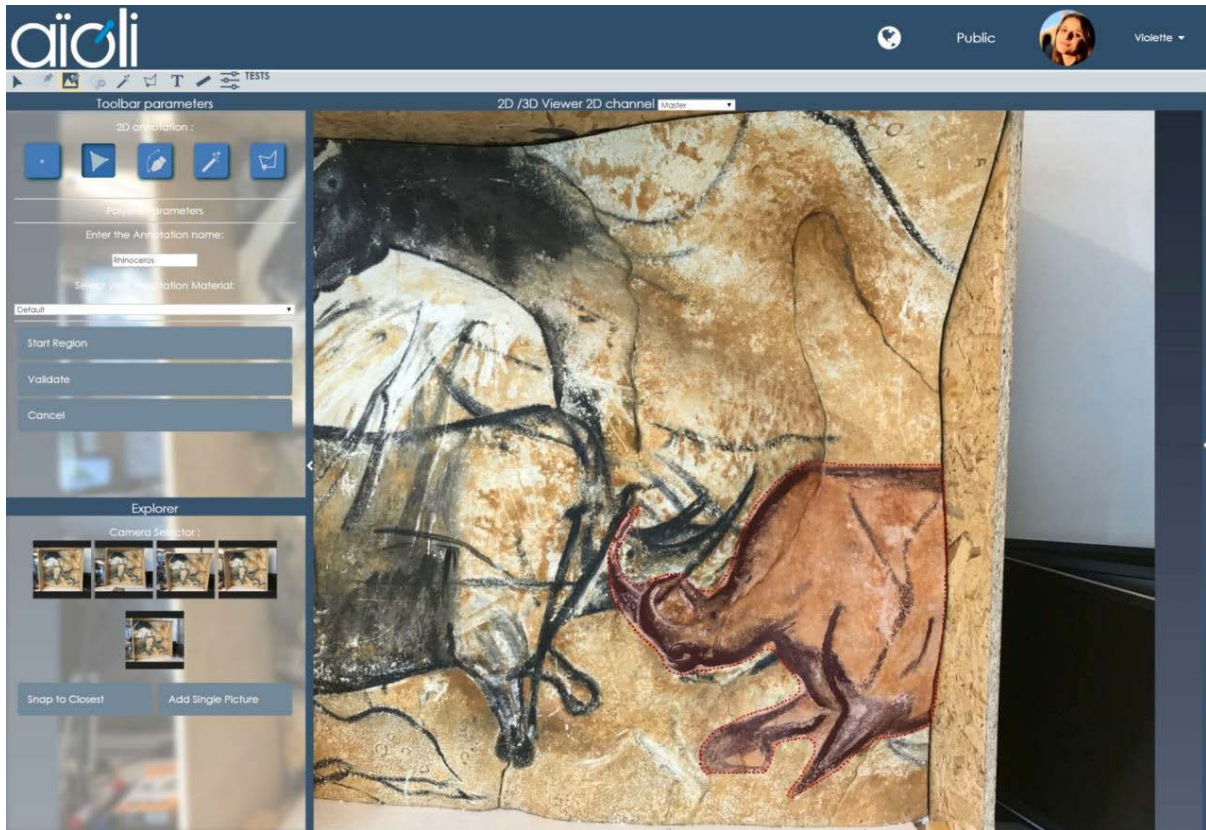 aïoli
Public
Violette
T
TESTS
Toolbar parameters
2D /3D Viewer 2D channel Master
2D annotation :
Parameters
Enter the Annotation name:
Rhinoceros
Select your Annotation Material:
Default
Start Region
Validate
Cancel
Explorer
Camera Selector :
Snap to Closest
Add Single Picture